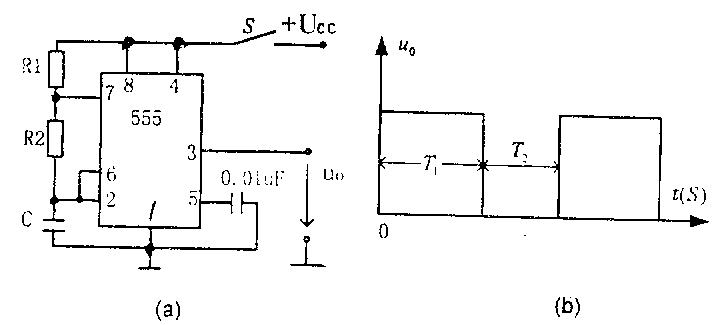 S +Ucc
R1
8 4
7
555
R2
3
6
0.01uF
uo
2
5
C
1
(a)
u₀
T₁
T₂
t(S)
0
(b)